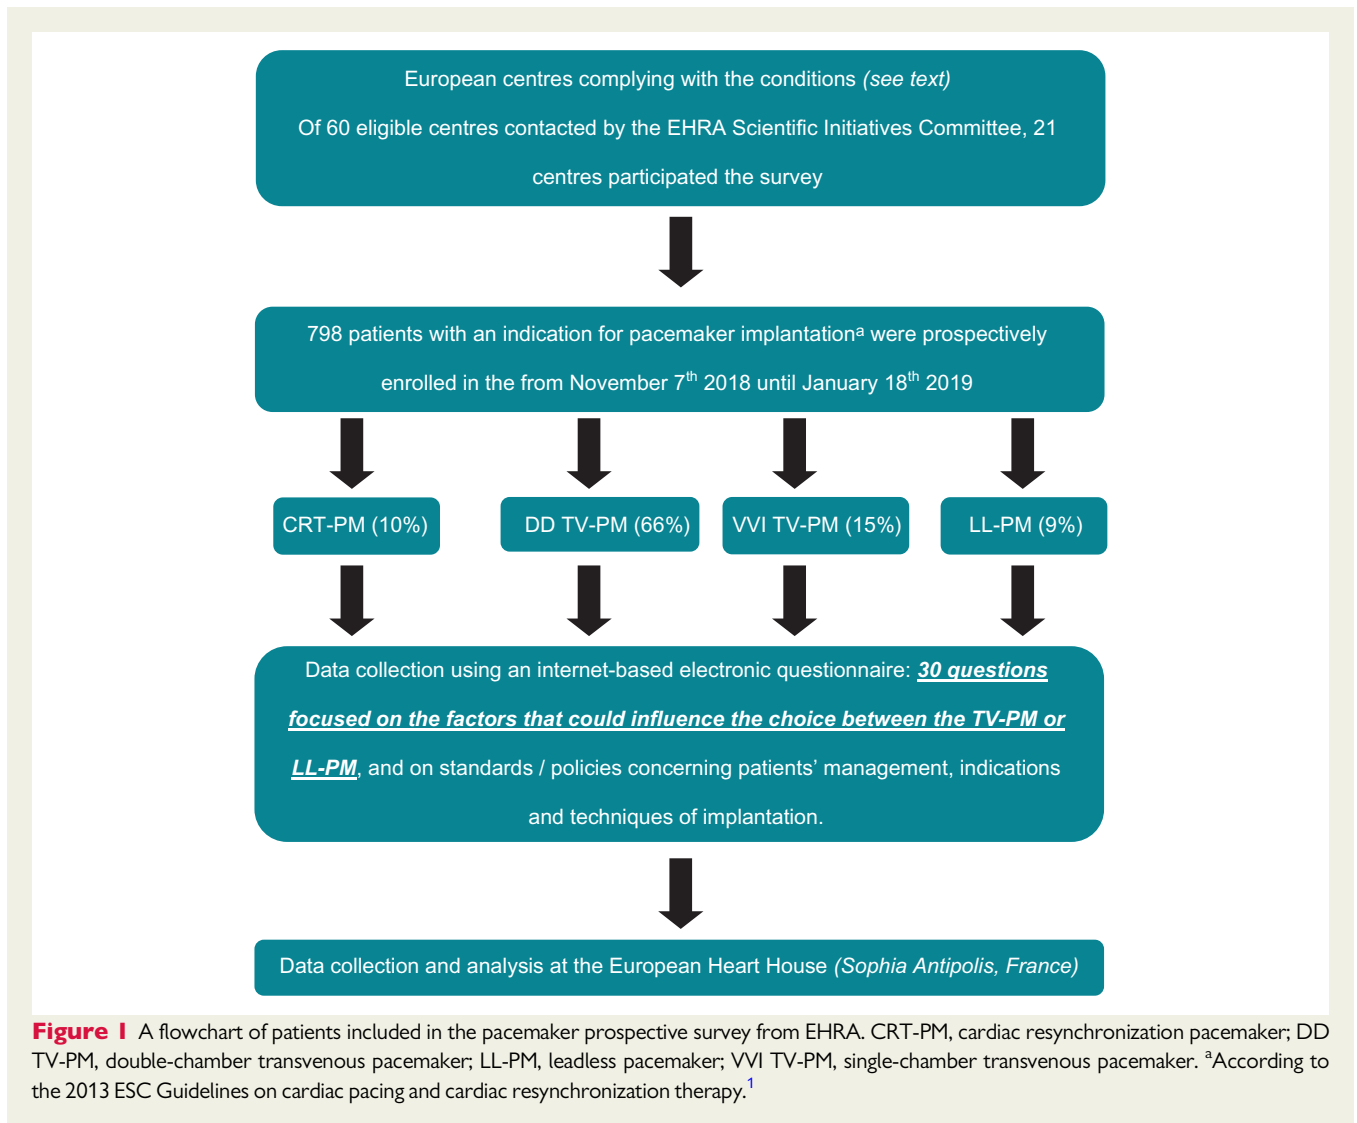 European centres complying with the conditions (see text)
Of 60 eligible centres contacted by the EHRA Scientific Initiatives Committee, 21
centres participated the survey
798 patients with an indication for pacemaker implantationᵃ were prospectively
enrolled in the from November 7th 2018 until January 18th 2019
CRT-PM (10%)
DD TV-PM (66%)
VVI TV-PM (15%)
LL-PM (9%)
Data collection using an internet-based electronic questionnaire: 30 questions
focused on the factors that could influence the choice between the TV-PM or
LL-PM, and on standards / policies concerning patients’ management, indications
and techniques of implantation.
Data collection and analysis at the European Heart House (Sophia Antipolis, France)
Figure 1 A flowchart of patients included in the pacemaker prospective survey from EHRA. CRT-PM, cardiac resynchronization pacemaker; DD
TV-PM, double-chamber transvenous pacemaker; LL-PM, leadless pacemaker; VVI TV-PM, single-chamber transvenous pacemaker. ᵃAccording to
the 2013 ESC Guidelines on cardiac pacing and cardiac resynchronization therapy.¹